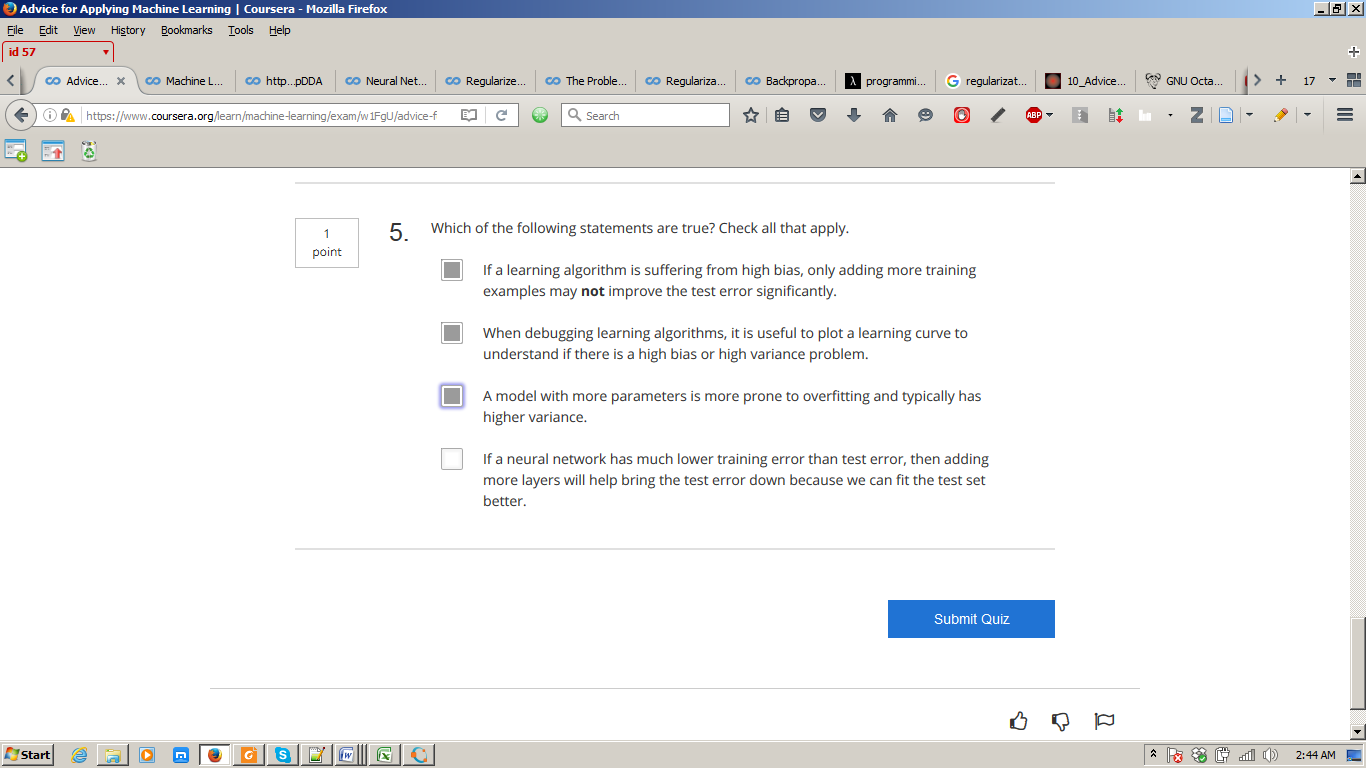 Advice for Applying Machine Learning | Coursera - Mozilla Firefox
File Edit View History Bookmarks Tools Help
id 57
Advice... Machine L... http...pDDA Neural Net... Regularize... The Proble... Regulariza... Backpropa... programmi... regularizat... 10_Advice... GNU Octa... 17
https://www.coursera.org/learn/machine-learning/exam/w1FgU/advice-f Search ABP
1
point
5. Which of the following statements are true? Check all that apply.
If a learning algorithm is suffering from high bias, only adding more training
examples may not improve the test error significantly.
When debugging learning algorithms, it is useful to plot a learning curve to
understand if there is a high bias or high variance problem.
A model with more parameters is more prone to overfitting and typically has
higher variance.
If a neural network has much lower training error than test error, then adding
more layers will help bring the test error down because we can fit the test set
better.
Submit Quiz
Start 2:44 AM